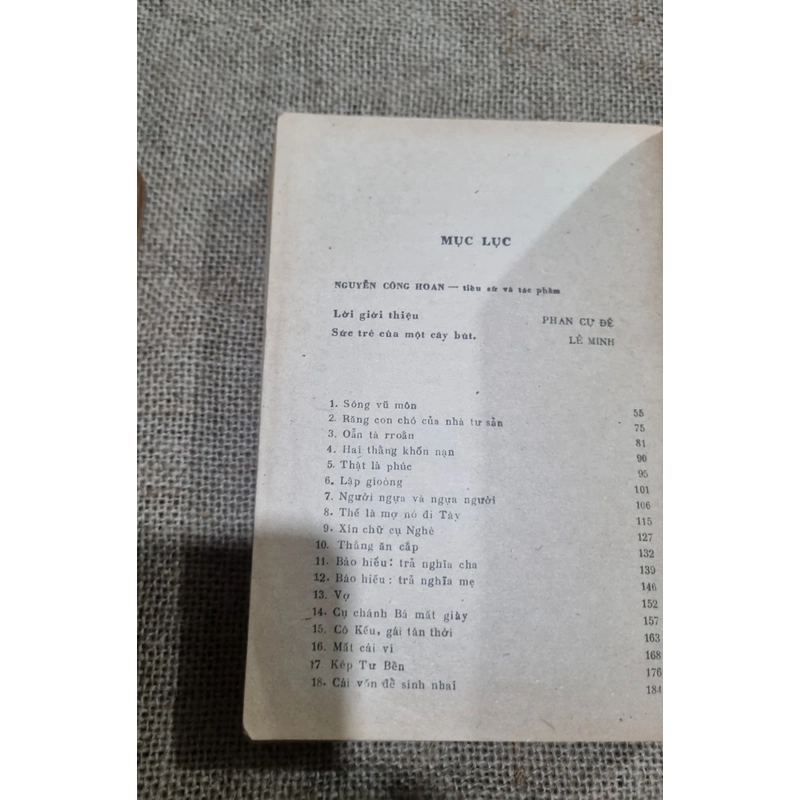 MỤC LỤC
NGUYỄN CÔNG HOAN — tiểu sử và tác phẩm
Lời giới thiệu PHAN CỰ ĐỆ
Sức trẻ của một cây bút. LÊ MINH
1. Sóng vũ môn 55
2. Răng con chó của nhà tư sản 75
3. Oẳn tà rroằn 81
4. Hai thằng khốn nạn 90
5. Thật là phúc 95
6. Lập gioòng 101
7. Người ngựa và ngựa người 106
8. Thế là mợ nó đi Tây 115
9. Xin chữ cụ Nghè 127
10. Thằng ăn cắp 132
11. Báo hiếu: trả nghĩa cha 139
12. Báo hiếu: trả nghĩa mẹ 146
13. Vợ 152
14. Cụ chánh Bá mất giày 157
15. Cô Kếu, gái tân thời 163
16. Mất cái ví 168
17. Kép Tư Bền 176
18. Cái vốn để sinh nhai 184